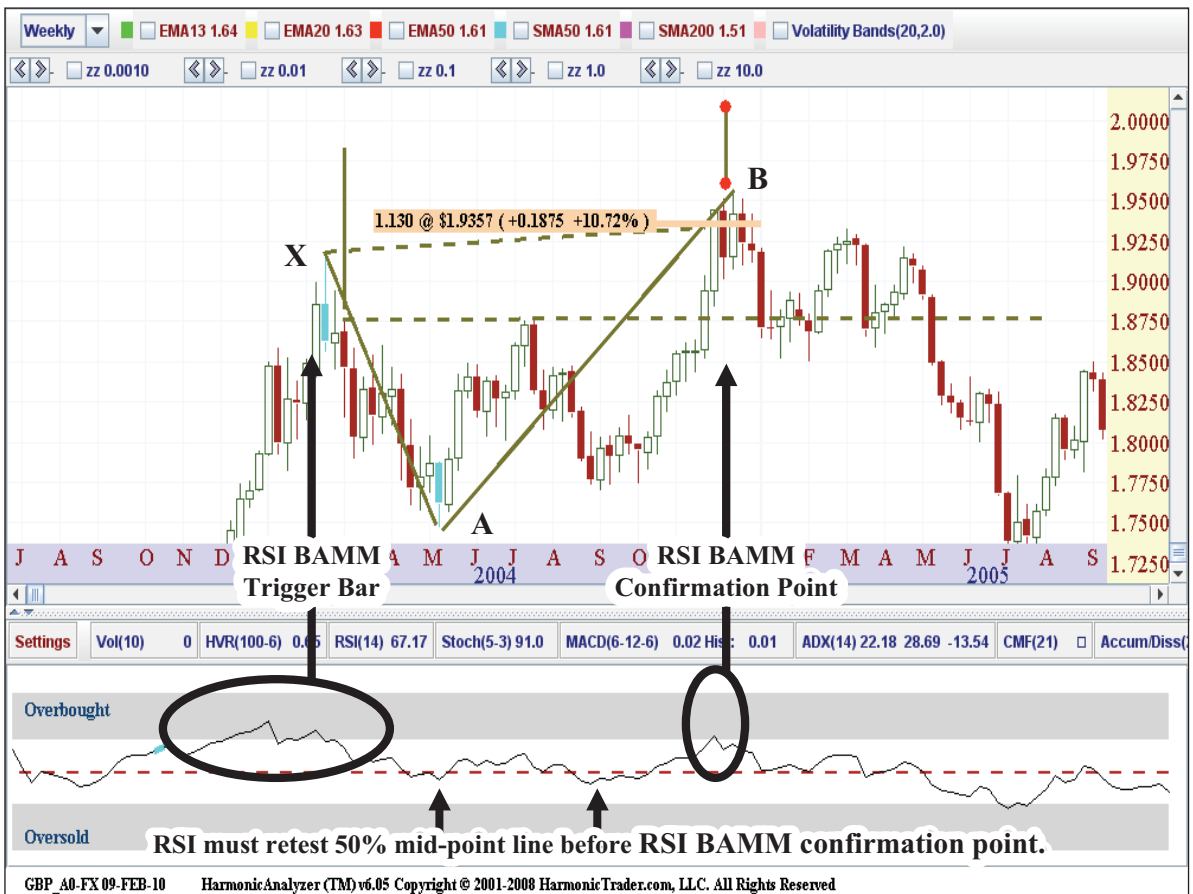 Weekly EMA13 1.64 EMA20 1.63 EMA50 1.61 SMA50 1.61 SMA200 1.51 Volatility Bands(20,2.0)
zz 0.0010 zz 0.01 zz 0.1 zz 1.0 zz 10.0
2.0000
1.9750
B
1.9500
1.130 @ $1.9357 ( +0.1875 +10.72% )
X
1.9250
1.9000
1.8750
1.8500
1.8250
1.8000
1.7750
A
1.7500
J A S O N D A M J J A S O F M A M J J A S
1.7250
2004 2005
RSI BAMM
Trigger Bar
RSI BAMM
Confirmation Point
Settings Vol(10) 0 HVR(100-6) 0.65 RSI(14) 67.17 Stoch(5-3) 91.0 MACD(6-12-6) 0.02 His: 0.01 ADX(14) 22.18 28.69 -13.54 CMF(21) Accum/Diss(
Overbought
Oversold
RSI must retest 50% mid-point line before RSI BAMM confirmation point.
GBP_A0-FX 09-FEB-10 HarmonicAnalyzer (TM) v6.05 Copyright © 2001-2008 HarmonicTrader.com, LLC. All Rights Reserved